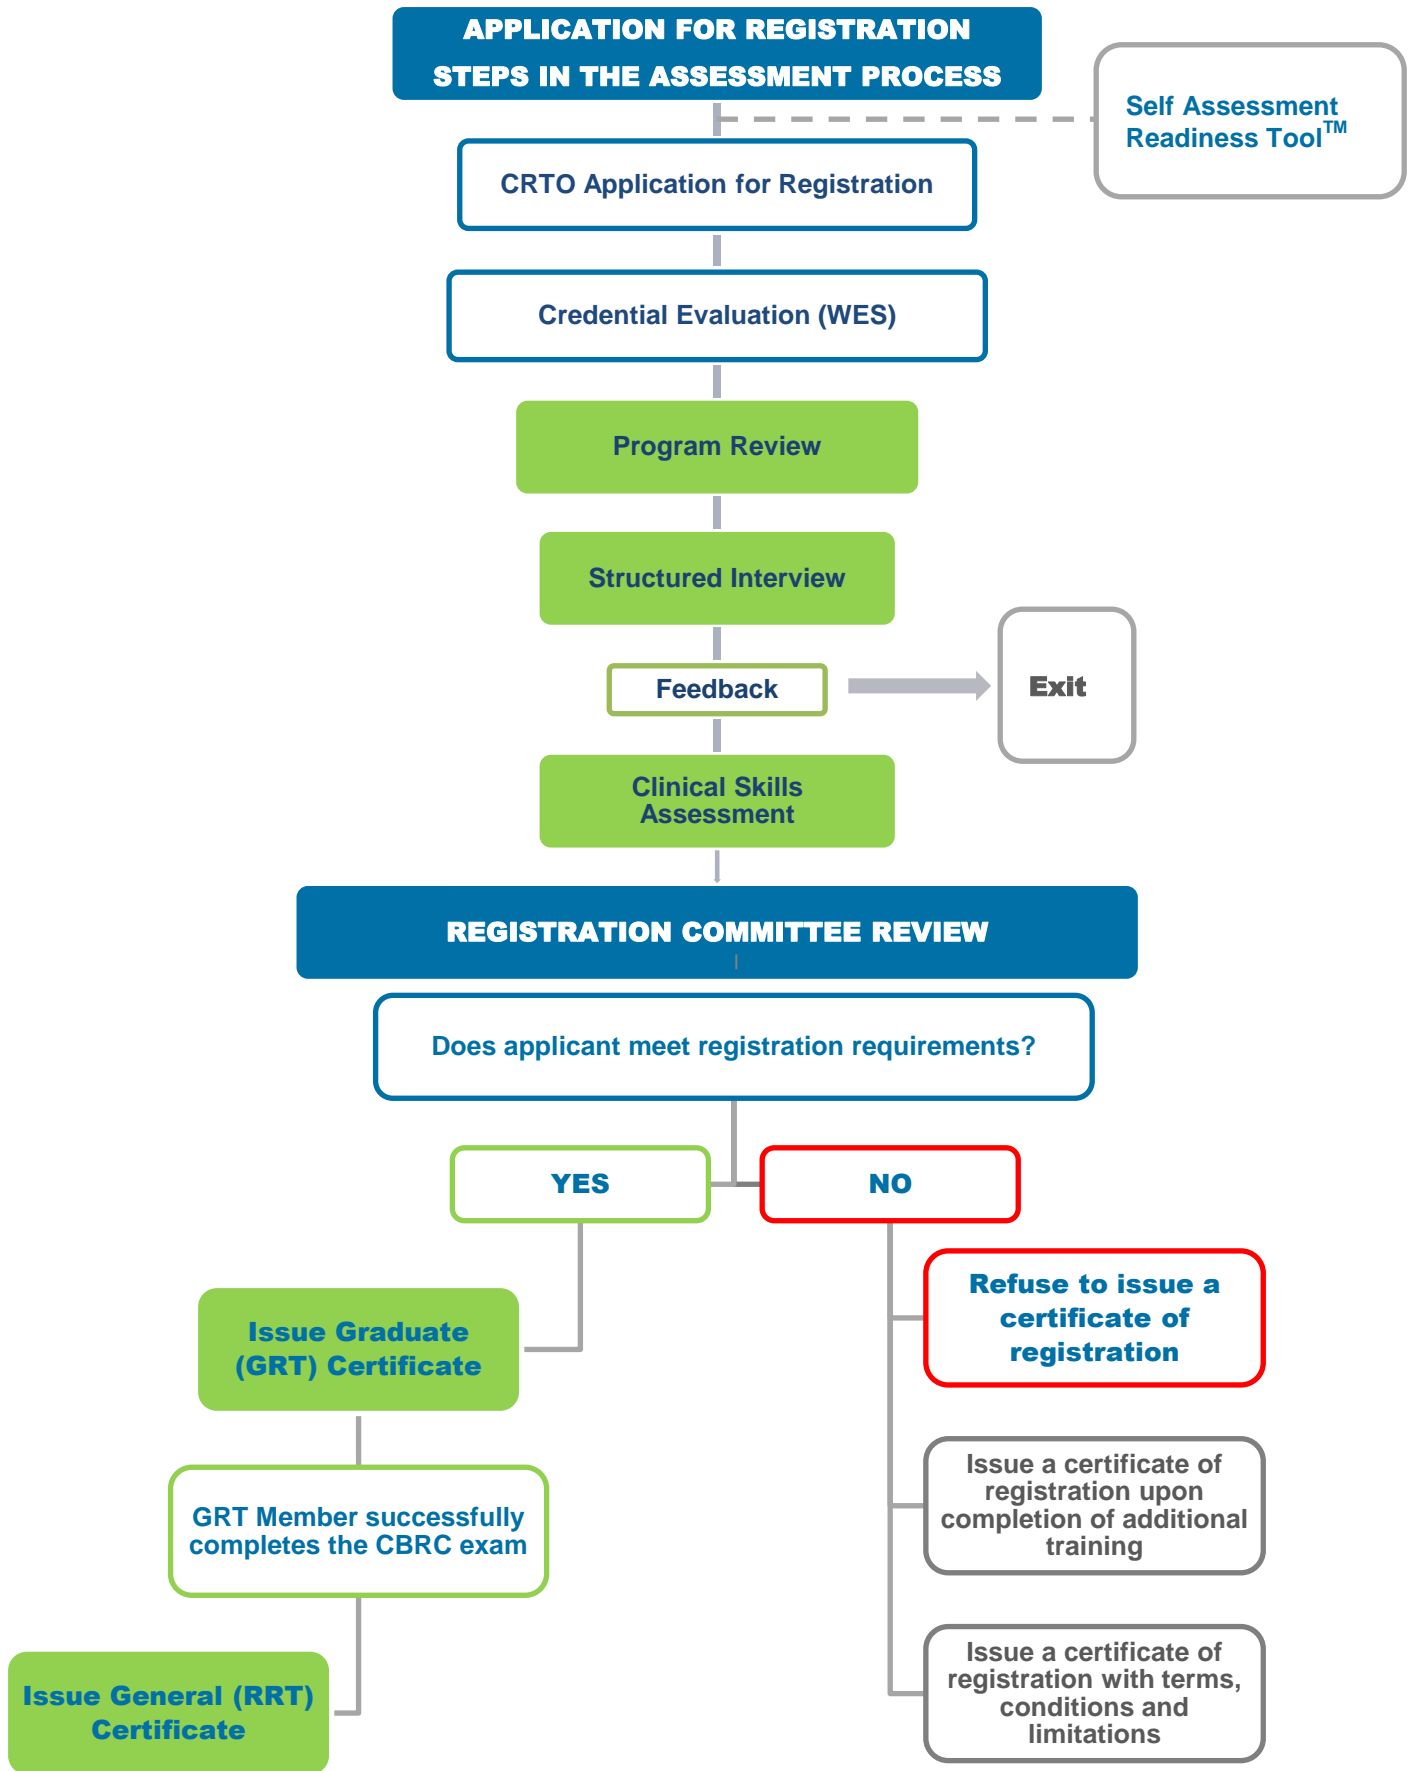 APPLICATION FOR REGISTRATION
STEPS IN THE ASSESSMENT PROCESS
Self Assessment
Readiness Tool™
CRTO Application for Registration
Credential Evaluation (WES)
Program Review
Structured Interview
Feedback
Exit
Clinical Skills
Assessment
REGISTRATION COMMITTEE REVIEW
Does applicant meet registration requirements?
YES
NO
Issue Graduate
(GRT) Certificate
GRT Member successfully
completes the CBRC exam
Issue General (RRT)
Certificate
Refuse to issue a
certificate of
registration
Issue a certificate of
registration upon
completion of additional
training
Issue a certificate of
registration with terms,
conditions and
limitations